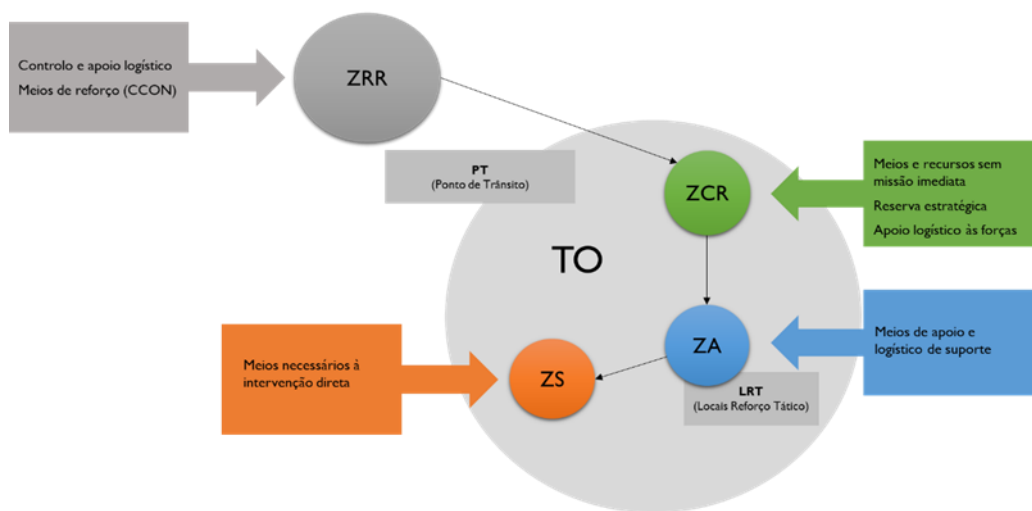 Controlo e apoio logístico
Meios de reforço (CCON)
ZRR
PT
(Ponto de Trânsito)
ZCR
Meios e recursos sem
missão imediata
Reserva estratégica
Apoio logístico às forças
TO
ZA
Meios de apoio e
logístico de suporte
Meios necessários à
intervenção direta
ZS
LRT
(Locais Reforço Tático)